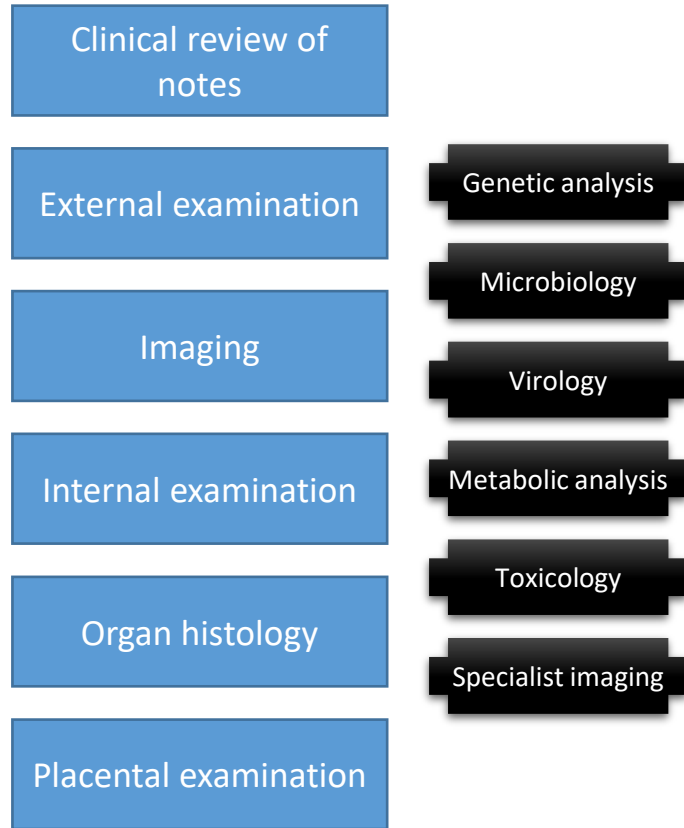 Clinical review of
notes
External examination
Imaging
Internal examination
Organ histology
Placental examination
Genetic analysis
Microbiology
Virology
Metabolic analysis
Toxicology
Specialist imaging